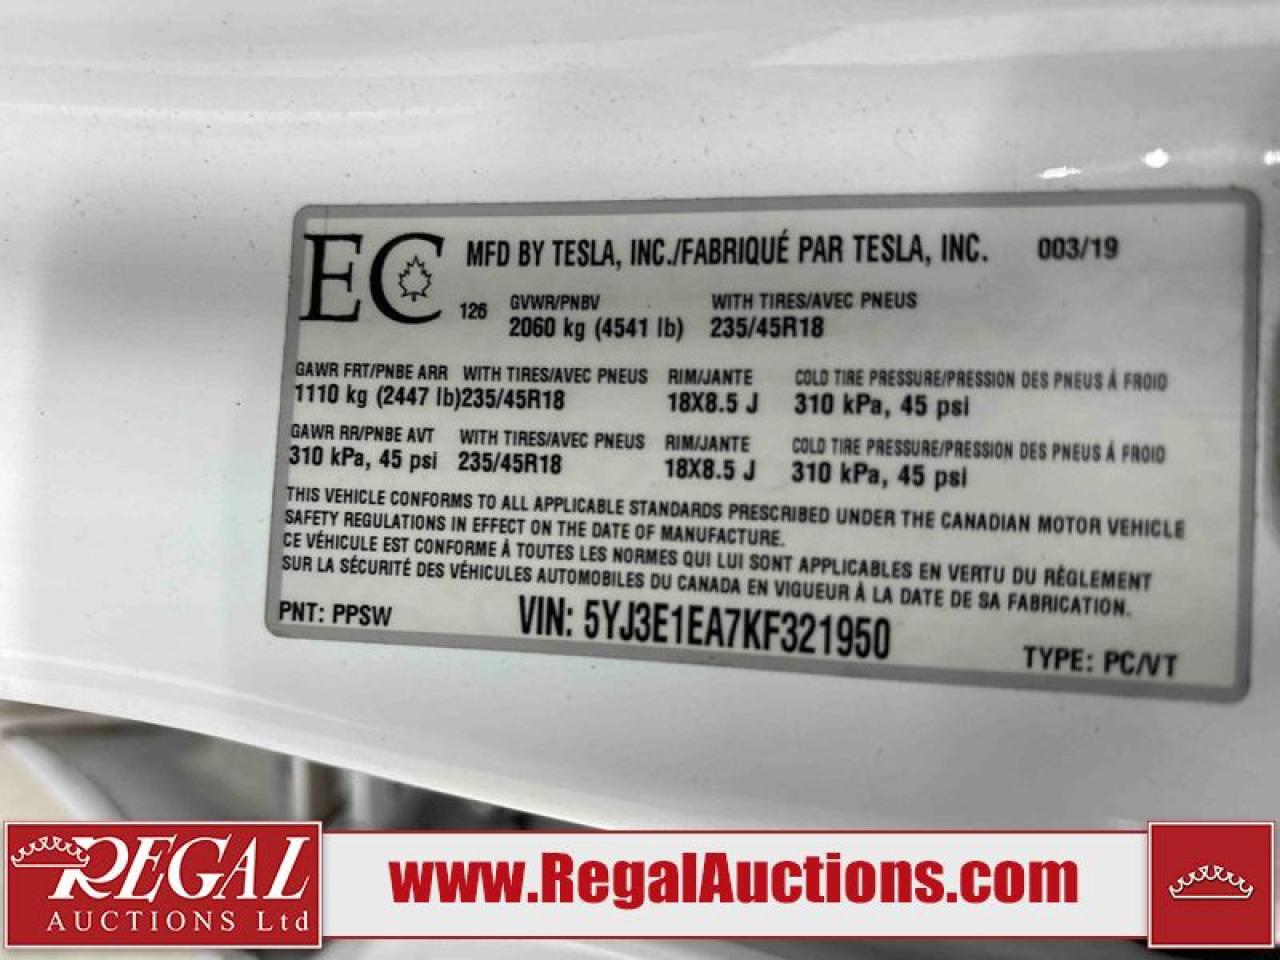 EC MFD BY TESLA, INC./FABRIQUÉ PAR TESLA, INC. 003/19
126 GVWR/PNBV WITH TIRES/AVEC PNEUS
2060 kg (4541 lb) 235/45R18
GAWR FRT/PNBE ARR WITH TIRES/AVEC PNEUS RIM/JANTE COLD TIRE PRESSURE/PRESSION DES PNEUS À FROID
1110 kg (2447 lb) 235/45R18 18X8.5 J 310 kPa, 45 psi
GAWR RR/PNBE AVT WITH TIRES/AVEC PNEUS RIM/JANTE COLD TIRE PRESSURE/PRESSION DES PNEUS À FROID
310 kPa, 45 psi 235/45R18 18X8.5 J 310 kPa, 45 psi
THIS VEHICLE CONFORMS TO ALL APPLICABLE STANDARDS PRESCRIBED UNDER THE CANADIAN MOTOR VEHICLE
SAFETY REGULATIONS IN EFFECT ON THE DATE OF MANUFACTURE.
CE VÉHICULE EST CONFORME À TOUTES LES NORMES QUI LUI SONT APPLICABLES EN VERTU DU RÈGLEMENT
SUR LA SÉCURITÉ DES VÉHICULES AUTOMOBILES DU CANADA EN VIGUEUR À LA DATE DE SA FABRICATION.
PNT: PPSW VIN: 5YJ3E1EA7KF321950 TYPE: PC/VT
REGAL
AUCTIONS Ltd
www.RegalAuctions.com